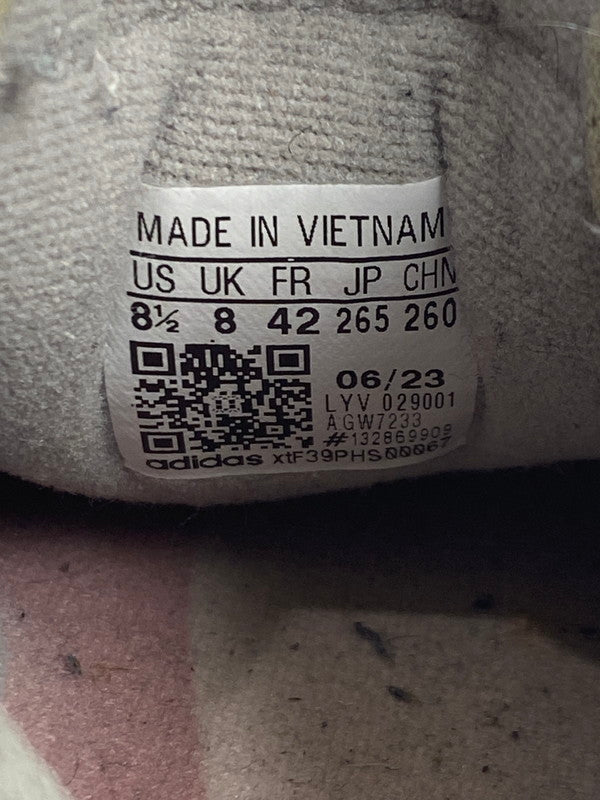 MADE IN VIETNAM
US UK FR JP CHN
8½ 8 42 265 260
06/23
LYV 029001
AGW7233
#132869909
adidas xtF39PHS00067